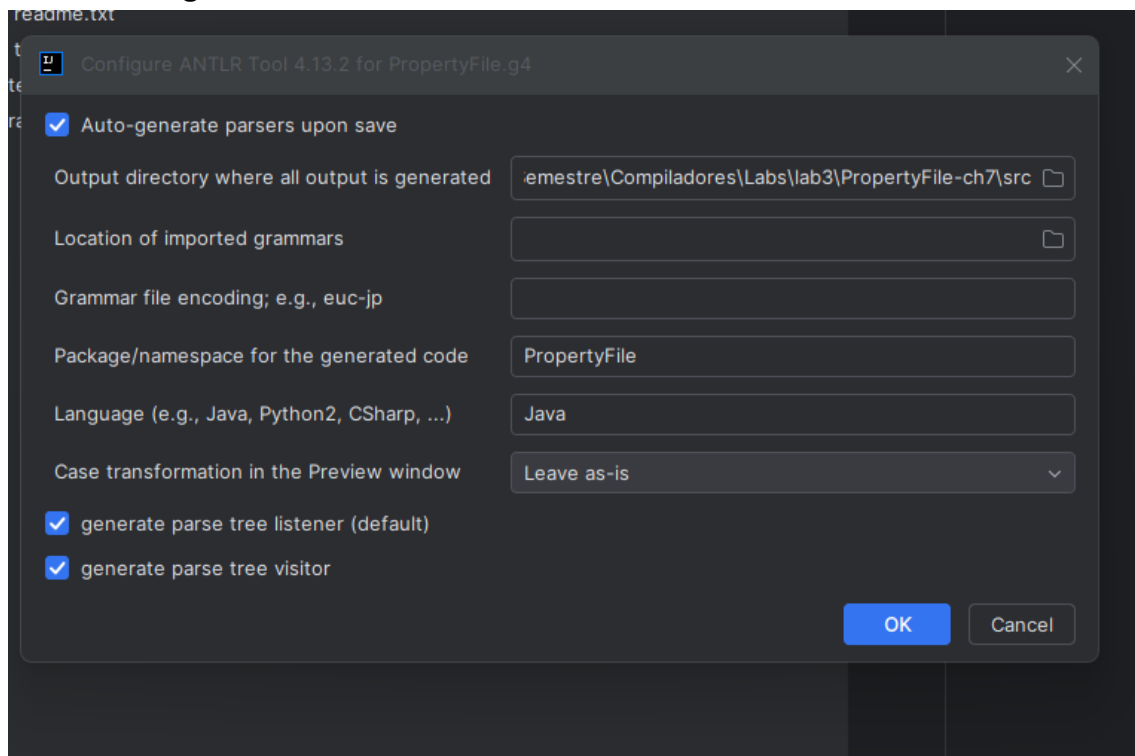 readme.txt
Configure ANTLR Tool 4.13.2 for PropertyFile.g4
Auto-generate parsers upon save
Output directory where all output is generated
emestre\Compiladores\Labs\lab3\PropertyFile-ch7\src
Location of imported grammars
Grammar file encoding; e.g., euc-jp
Package/namespace for the generated code
PropertyFile
Language (e.g., Java, Python2, CSharp, ...)
Java
Case transformation in the Preview window
Leave as-is
generate parse tree listener (default)
generate parse tree visitor
OK
Cancel